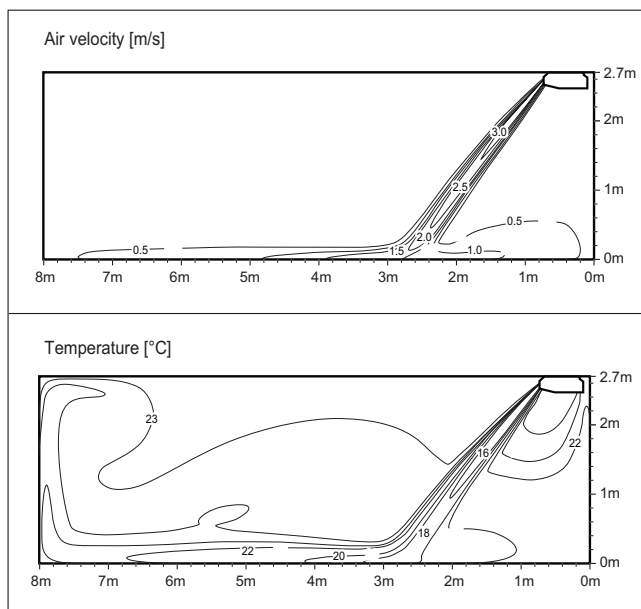 Air velocity [m/s]
2.7m
2m
3.0
2.5
1m
2.0
0.5
0.5
1.5
1.0
0m
8m 7m 6m 5m 4m 3m 2m 1m 0m
Temperature [°C]
2.7m
23
2m
22
16
1m
18
22
20
0m
8m 7m 6m 5m 4m 3m 2m 1m 0m